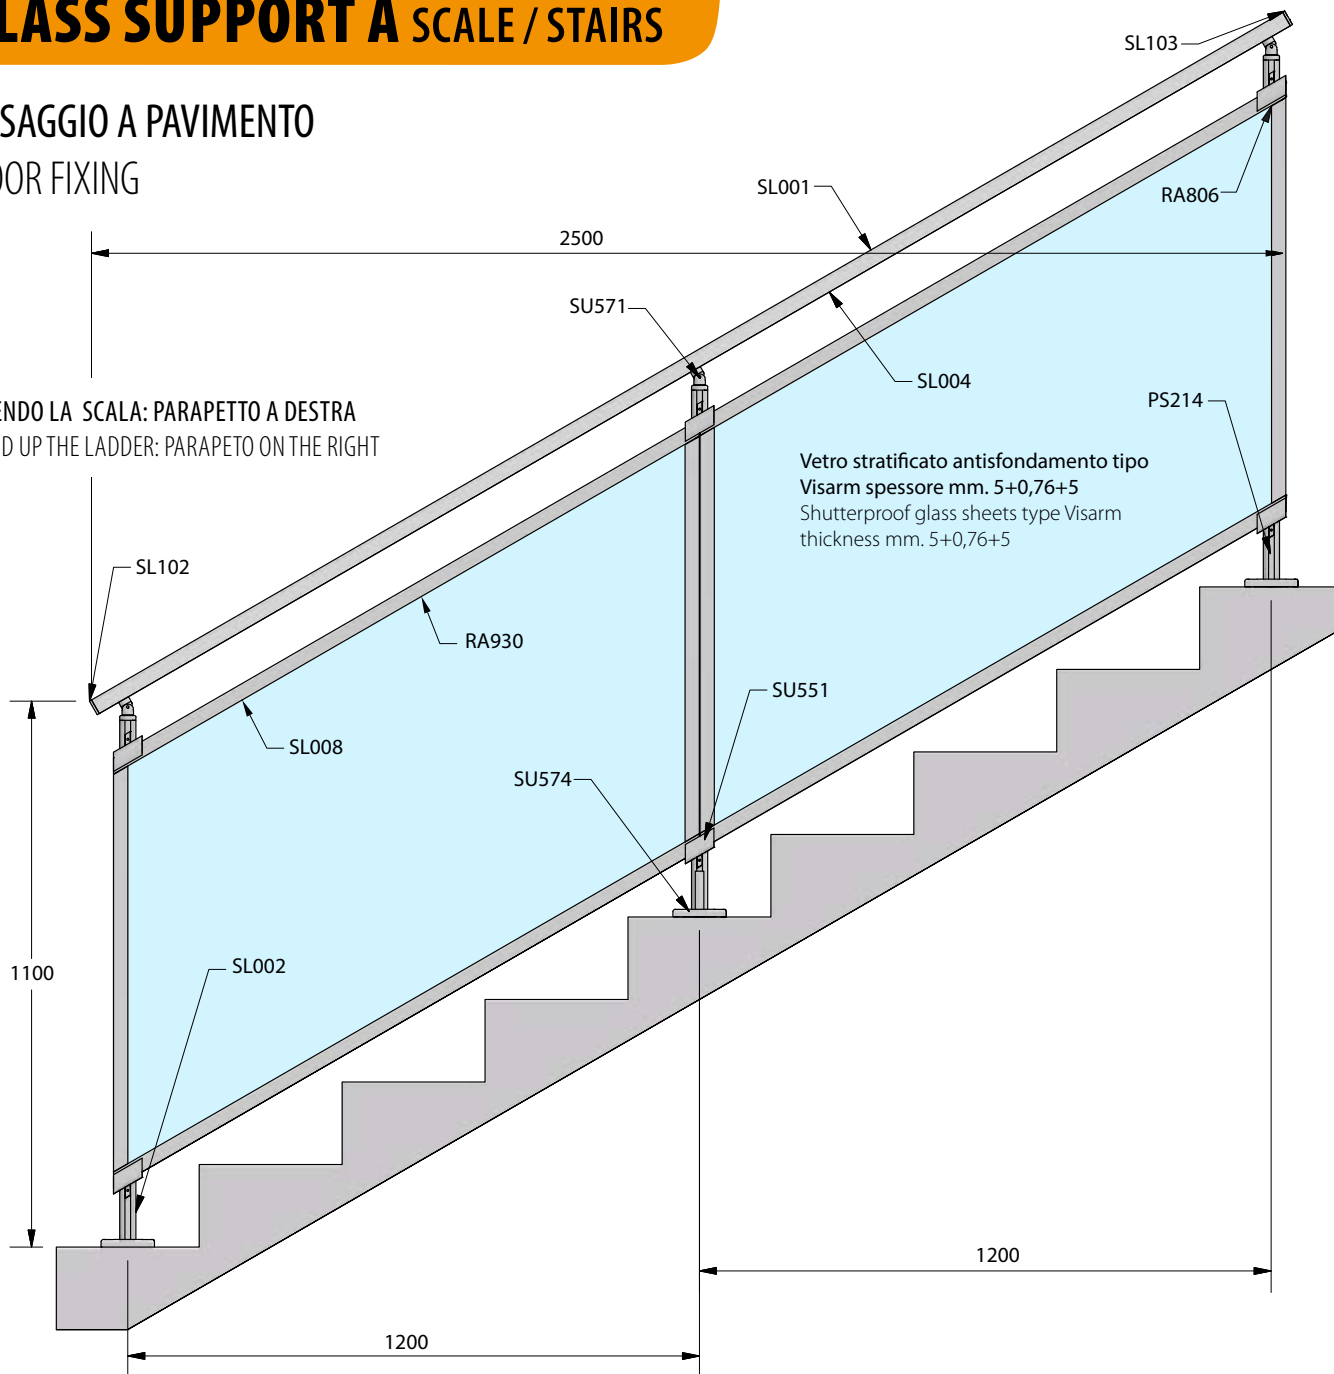 LASS SUPPORT A SCALE / STAIRS
SL103
SAGGIO A PAVIMENTO
OOR FIXING
SL001
RA806
2500
SU571
SL004
PS214
ENDO LA SCALA: PARAPETTO A DESTRA
D UP THE LADDER: PARAPETO ON THE RIGHT
Vetro stratificato antisfondamento tipo
Visarm spessore mm. 5+0,76+5
Shutterproof glass sheets type Visarm
thickness mm. 5+0,76+5
SL102
RA930
SU551
SL008
SU574
SL002
1100
1200
1200